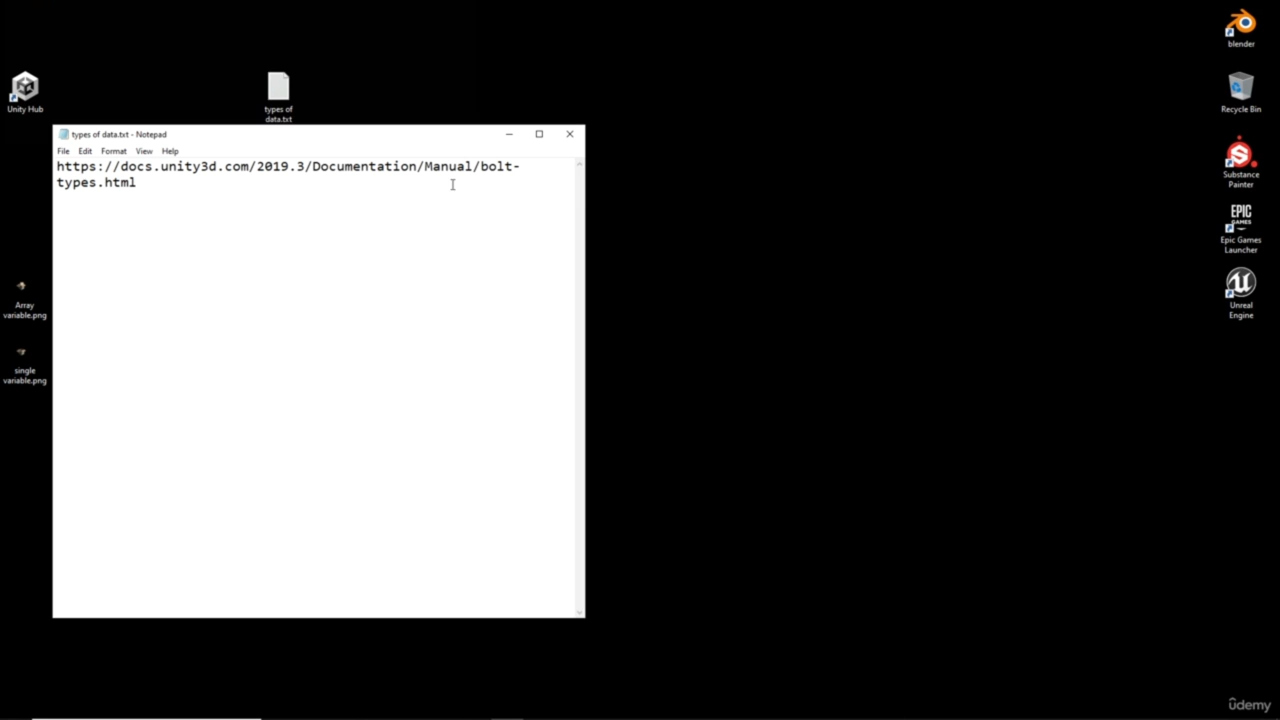 blender
Unity Hub
types of
data.txt
Recycle Bin
types of data.txt - Notepad
File Edit Format View Help
https://docs.unity3d.com/2019.3/Documentation/Manual/bolt-
types.html
Substance
Painter
EPIC
GAMES
Epic Games
Launcher
Array
variable.png
Unreal
Engine
single
variable.png
ûdemy